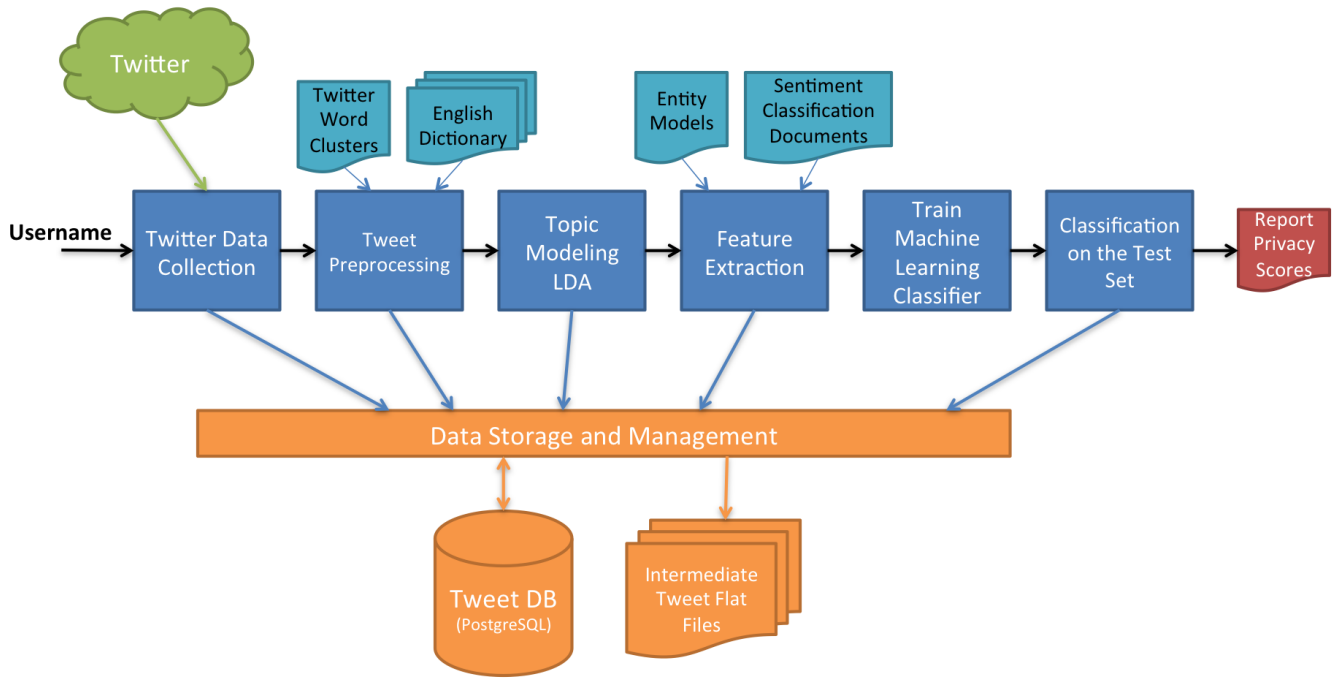 Twitter
Twitter
Word
Clusters
English
Dictionary
Entity
Models
Sentiment
Classification
Documents
Username
Twitter Data
Collection
Tweet
Preprocessing
Topic
Modeling
LDA
Feature
Extraction
Train
Machine
Learning
Classifier
Classification
on the Test
Set
Report
Privacy
Scores
Data Storage and Management
Tweet DB
(PostgreSQL)
Intermediate
Tweet Flat
Files